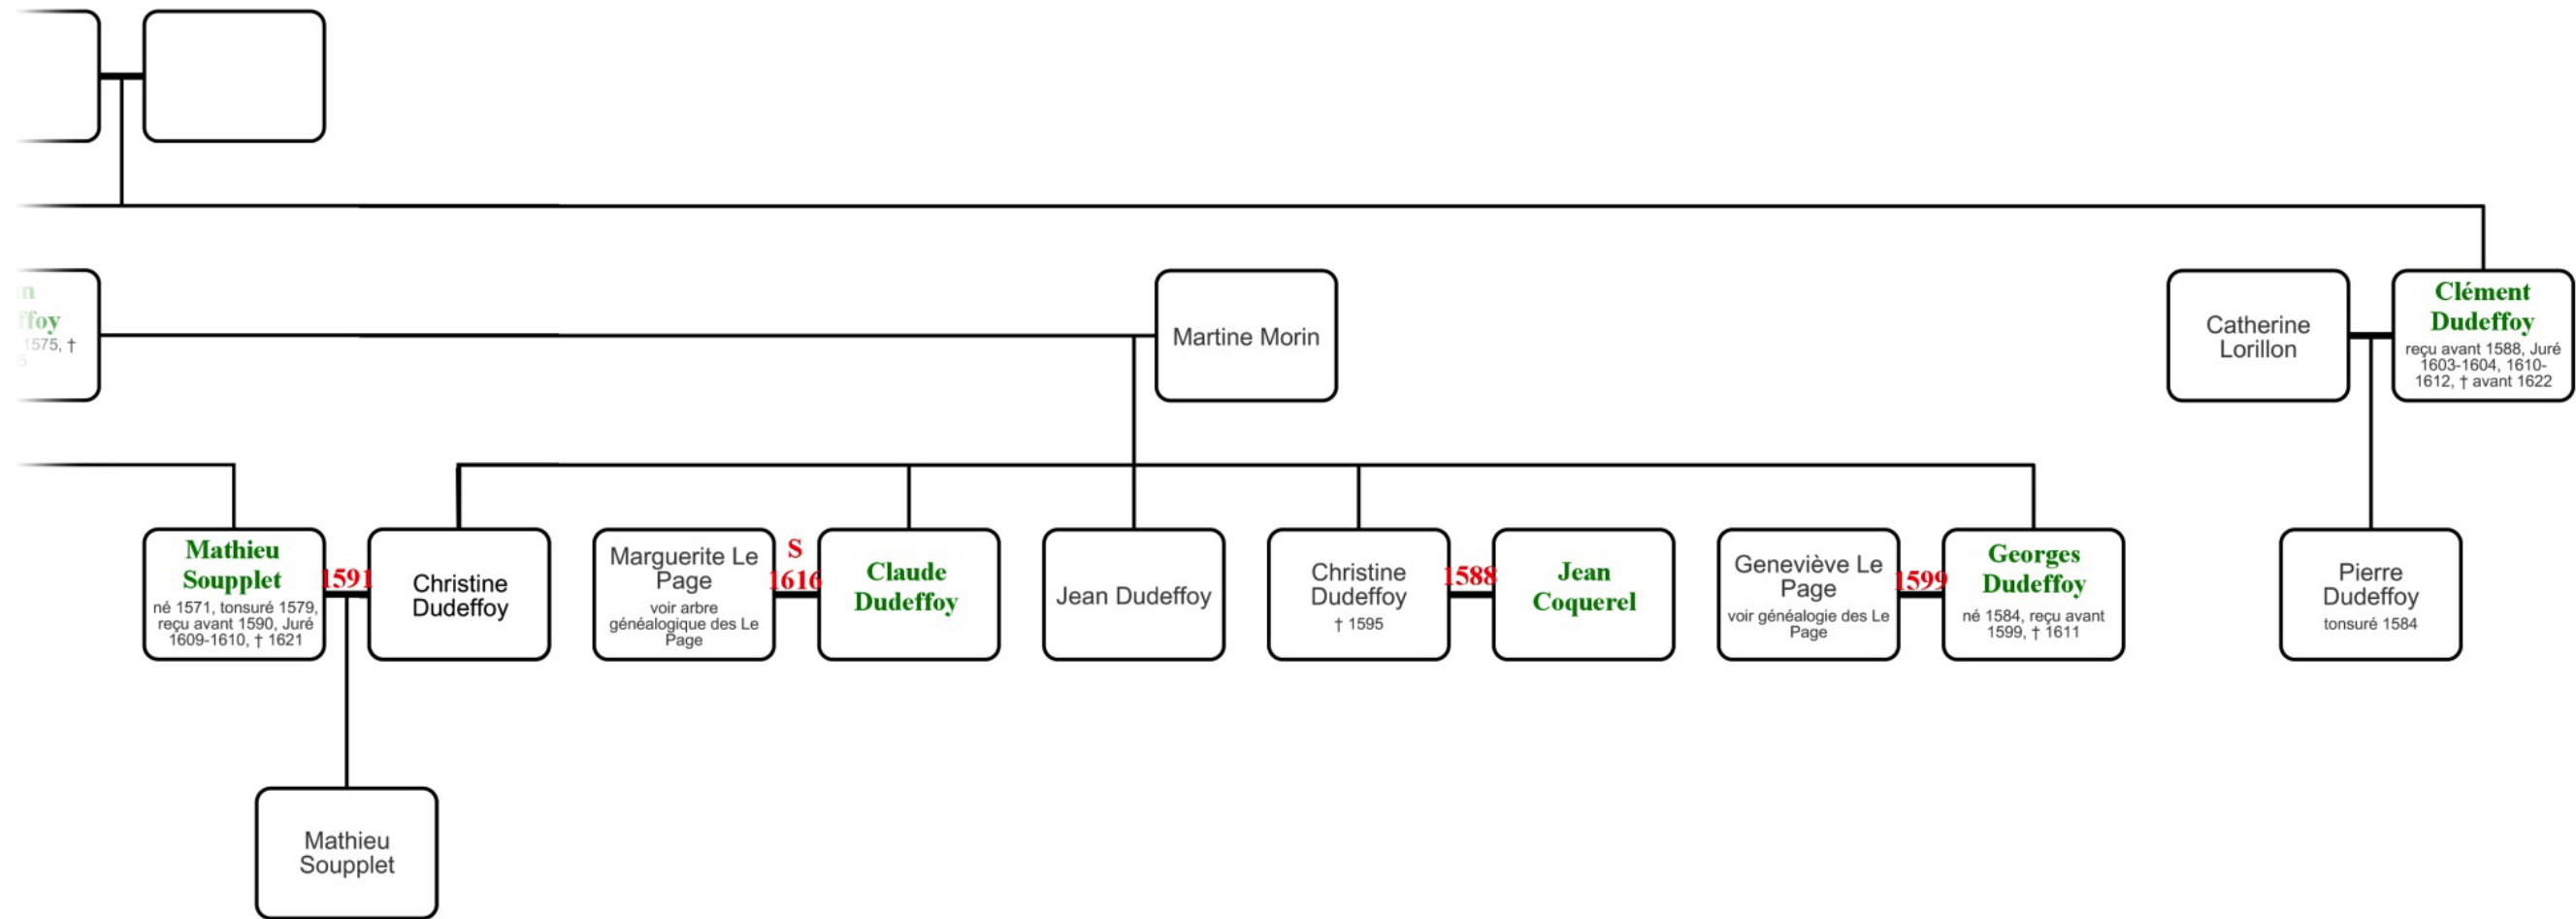 ffoy
1575, †
Martine Morin
Catherine
Lorillon
Clément
Dudeffoy
reçu avant 1588, Juré
1603-1604, 1610-
1612, † avant 1622
Mathieu
Soupplet
né 1571, tonsuré 1579,
reçu avant 1590, Juré
1609-1610, † 1621
1591
Christine
Dudeffoy
Marguerite Le
Page
voir arbre
généalogique des Le
Page
S
1616
Claude
Dudeffoy
Jean Dudeffoy
Christine
Dudeffoy
† 1595
1588
Jean
Coquerel
Geneviève Le
Page
voir généalogie des Le
Page
1599
Georges
Dudeffoy
né 1584, reçu avant
1599, † 1611
Pierre
Dudeffoy
tonsuré 1584
Mathieu
Soupplet